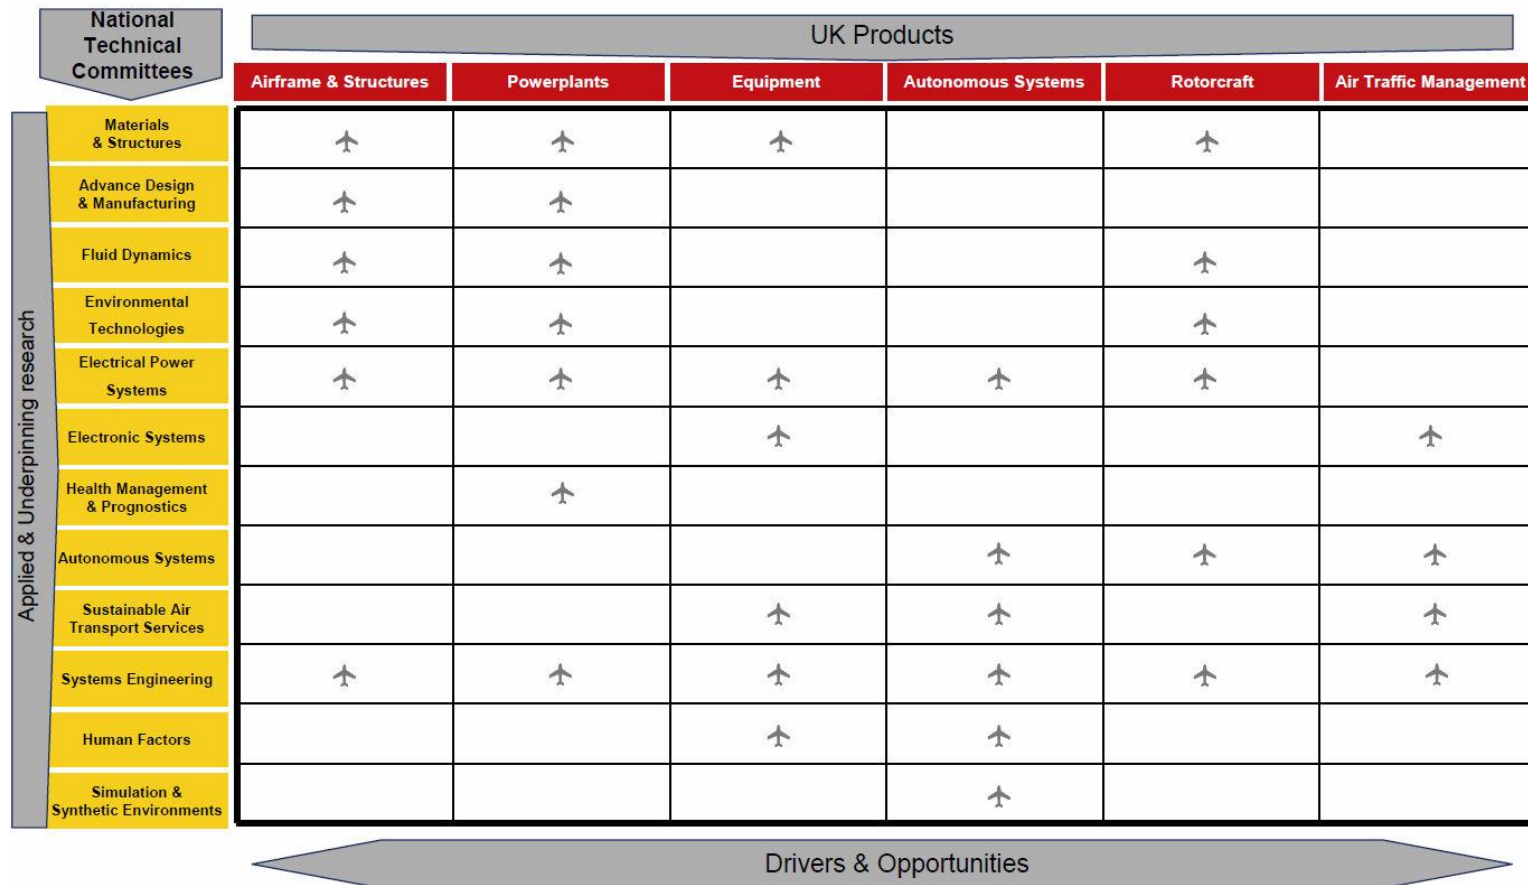 National
Technical
Committees
UK Products
Airframe & Structures
Powerplants
Equipment
Autonomous Systems
Rotorcraft
Air Traffic Management
Applied & Underpinning research
Materials
& Structures
Advance Design
& Manufacturing
Fluid Dynamics
Environmental
Technologies
Electrical Power
Systems
Electronic Systems
Health Management
& Prognostics
Autonomous Systems
Sustainable Air
Transport Services
Systems Engineering
Human Factors
Simulation &
Synthetic Environments
Drivers & Opportunities